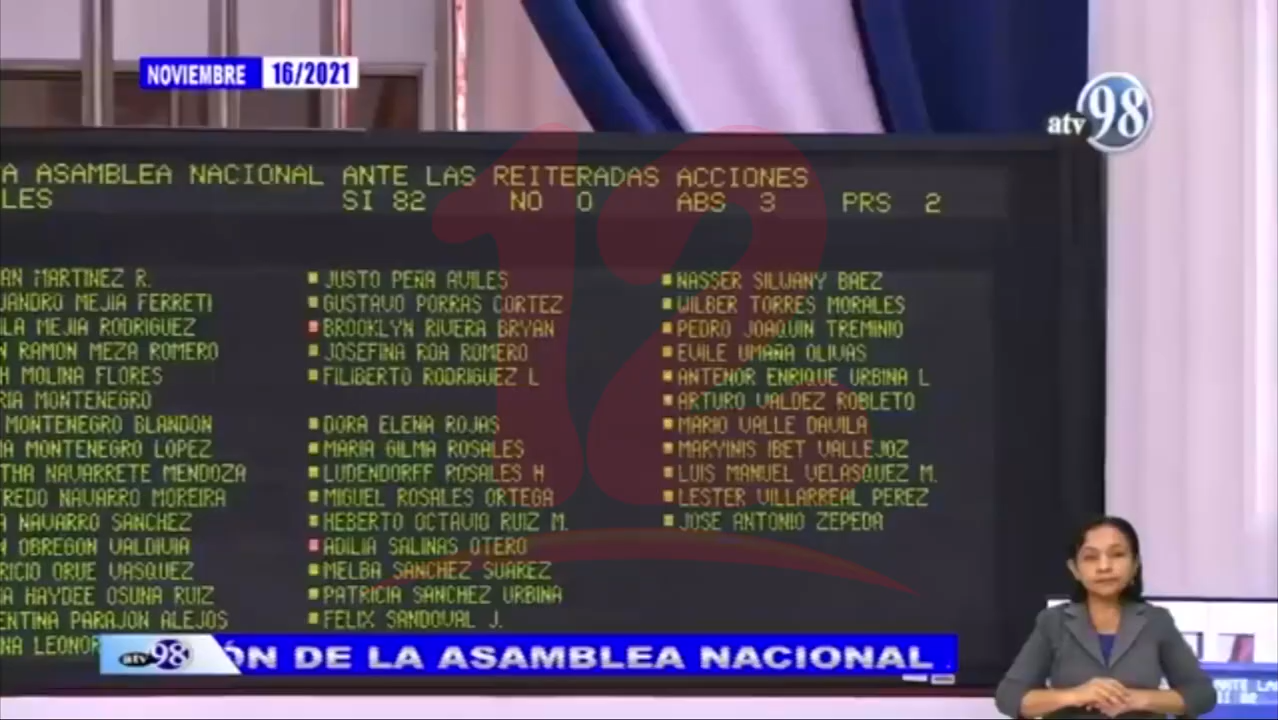 NOVIEMBRE 16/2021
atv 98
A ASAMBLEA NACIONAL ANTE LAS REITERADAS ACCIONES
LES SI 82 NO 0 ABS 3 PRS 2
AN MARTINEZ R.
JANDRO MEJIA FERRETI
LA MEJIA RODRIGUEZ
N RAMON MEZA ROMERO
H MOLINA FLORES
RIA MONTENEGRO
MONTENEGRO BLANDON
A MONTENEGRO LOPEZ
THA NAVARRETE MENDOZA
REDO NAVARRO MOREIRA
A NAVARRO SANCHEZ
N OBREGON VALDIVIA
RICIO ORUE VASQUEZ
A HAYDEE OSUNA RUIZ
ENTINA PARAJON ALEJOS
NA LEONOR
JUSTO PEÑA AVILES
GUSTAVO PORRAS CORTEZ
BROOKLYN RIVERA BRYAN
JOSEFINA ROA ROMERO
FILIBERTO RODRIGUEZ L
DORA ELENA ROJAS
MARIA GILMA ROSALES
LUDENDORFF ROSALES H
MIGUEL ROSALES ORTEGA
HEBERTO OCTAVIO RUIZ M.
ADILIA SALINAS OTERO
MELBA SANCHEZ SUAREZ
PATRICIA SANCHEZ URBINA
FELIX SANDOVAL J.
NASSER SILWANY BAEZ
WILBER TORRES MORALES
PEDRO JOAQUIN TREMINIO
EVILE UMAÑA OLIVAS
ANTENOR ENRIQUE URBINA L
ARTURO VALDEZ ROBLETO
MARIO VALLE DAVILA
MARYINIS IBET VALLEJOZ
LUIS MANUEL VELASQUEZ M.
LESTER VILLARREAL PEREZ
JOSE ANTONIO ZEPEDA
12
atv 98 ÓN DE LA ASAMBLEA NACIONAL
ANTE LAS
SI 82